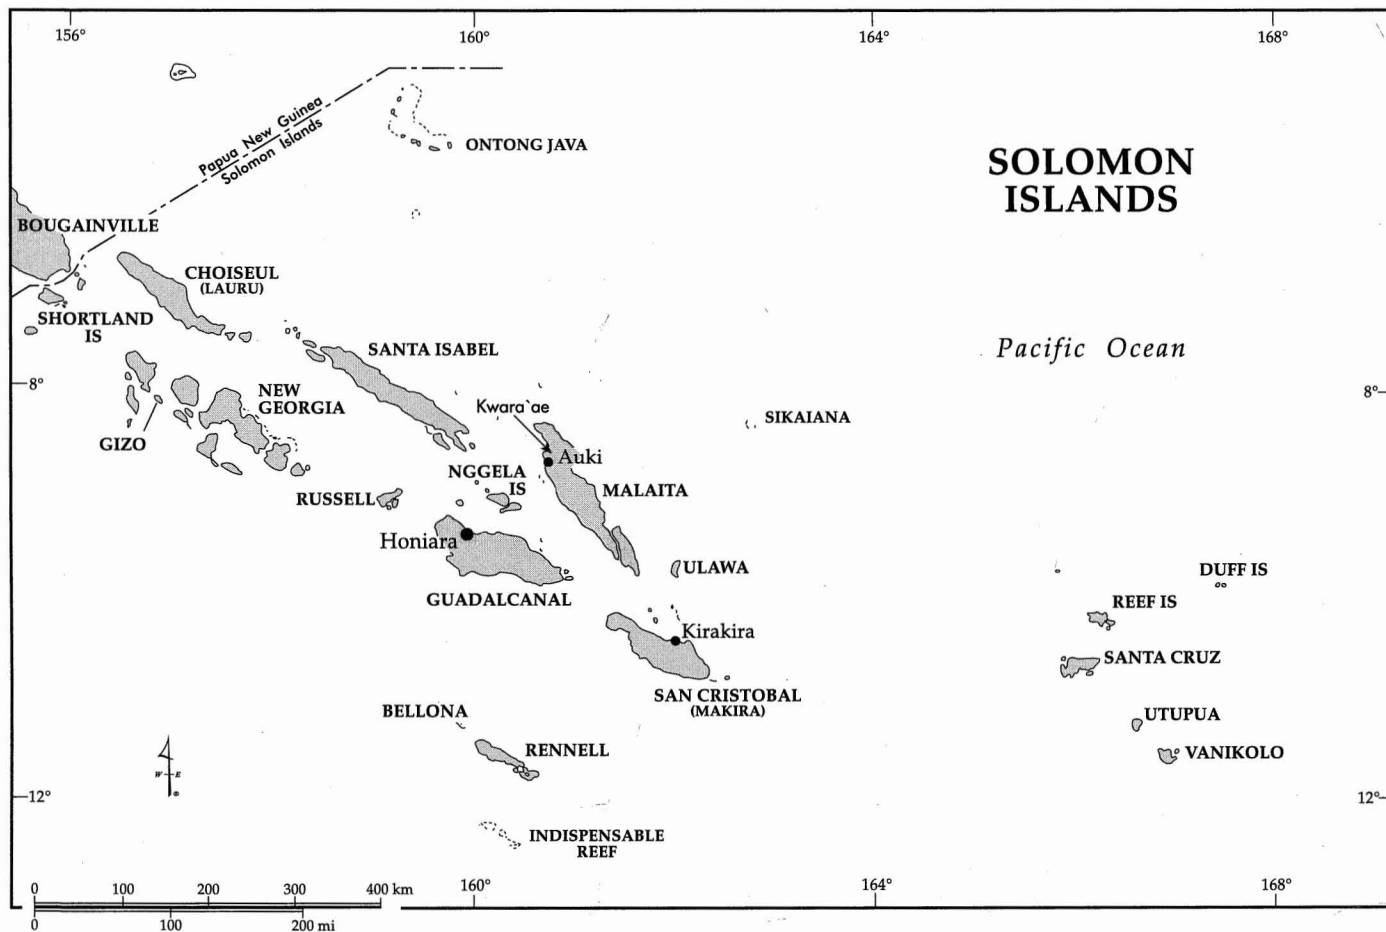 156°
160°
164°
168°
Papua New Guinea
Solomon Islands
ONTONG JAVA
SOLOMON
ISLANDS
BOUGAINVILLE
CHOISEUL
(LAURU)
SHORTLAND
IS
SANTA ISABEL
Pacific Ocean
8°
8°
NEW
GEORGIA
Kwara`ae
SIKAIANA
GIZO
Auki
NGGELA
IS
MALAITA
RUSSELL
Honiara
ULAWA
DUFF IS
GUADALCANAL
REEF IS
Kirakira
SANTA CRUZ
SAN CRISTOBAL
(MAKIRA)
BELLONA
UTUPUA
RENNELL
VANIKOLO
W E
12°
12°
INDISPENSABLE
REEF
0 100 200 300 400 km
160°
164°
168°
0 100 200 mi